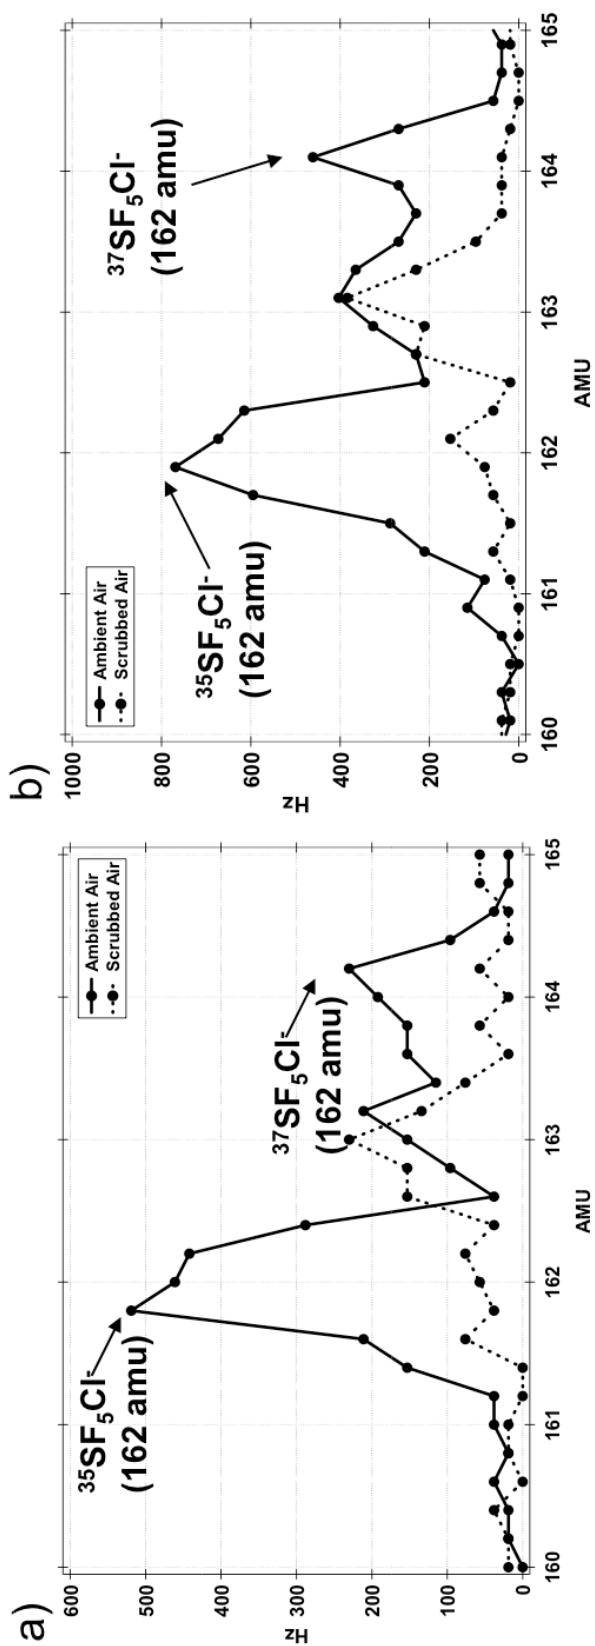 a)
Hz
600
500
400
300
200
100
0
160
161
162
163
164
165
AMU
Ambient Air
Scrubbed Air
³⁵SF₅Cl⁻
(162 amu)
³⁷SF₅Cl⁻
(162 amu)
b)
Hz
1000
800
600
400
200
0
160
161
162
163
164
165
AMU
Ambient Air
Scrubbed Air
³⁵SF₅Cl⁻
(162 amu)
³⁷SF₅Cl⁻
(162 amu)